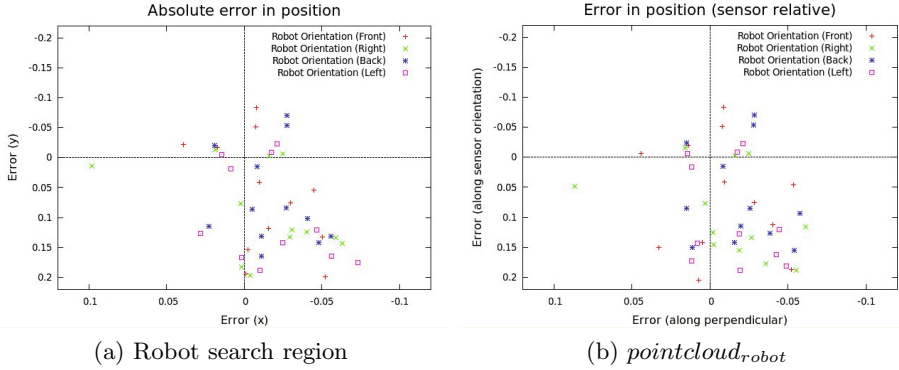 Absolute error in position
Robot Orientation (Front)
Robot Orientation (Right)
Robot Orientation (Back)
Robot Orientation (Left)
-0.2
-0.15
-0.1
-0.05
0
0.05
0.1
0.15
0.2
Error (y)
0.1
0.05
0
-0.05
-0.1
Error (x)
(a) Robot search region
Error in position (sensor relative)
Robot Orientation (Front)
Robot Orientation (Right)
Robot Orientation (Back)
Robot Orientation (Left)
-0.2
-0.15
-0.1
-0.05
0
0.05
0.1
0.15
0.2
Error (along sensor orientation)
0.1
0.05
0
-0.05
-0.1
Error (along perpendicular)
(b) pointcloud_robot